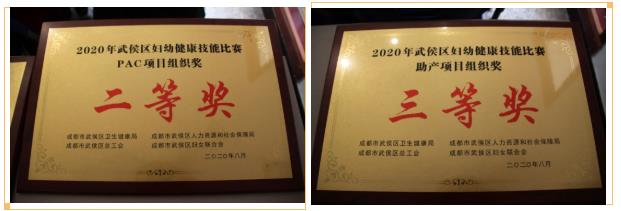 2020年武侯区妇幼健康技能比赛
PAC项目组织奖
二等奖
成都市武侯区卫生健康局 成都市武侯区人力资源和社会保障局
成都市武侯区总工会 成都市武侯区妇女联合会
二〇二〇年八月
2020年武侯区妇幼健康技能比赛
助产项目组织奖
三等奖
成都市武侯区卫生健康局 成都市武侯区人力资源和社会保障局
成都市武侯区总工会 成都市武侯区妇女联合会
二〇二〇年八月